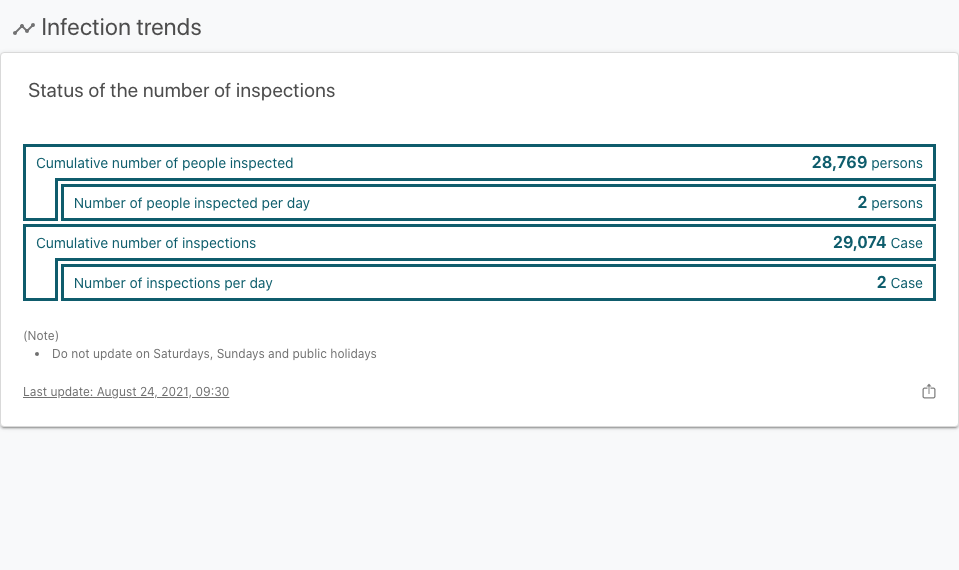 Infection trends
Status of the number of inspections
Cumulative number of people inspected 28,769 persons
Number of people inspected per day 2 persons
Cumulative number of inspections 29,074 Case
Number of inspections per day 2 Case
(Note)
• Do not update on Saturdays, Sundays and public holidays
Last update: August 24, 2021, 09:30